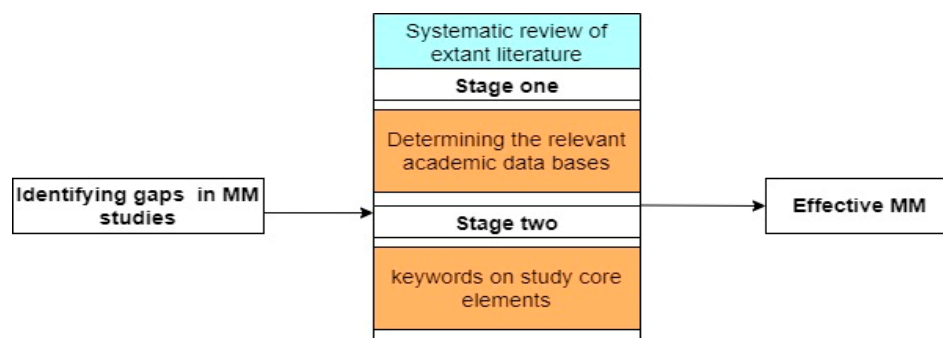 Systematic review of
extant literature
Stage one
Determining the relevant
academic data bases
Identifying gaps in MM
studies
Stage two
Effective MM
keywords on study core
elements